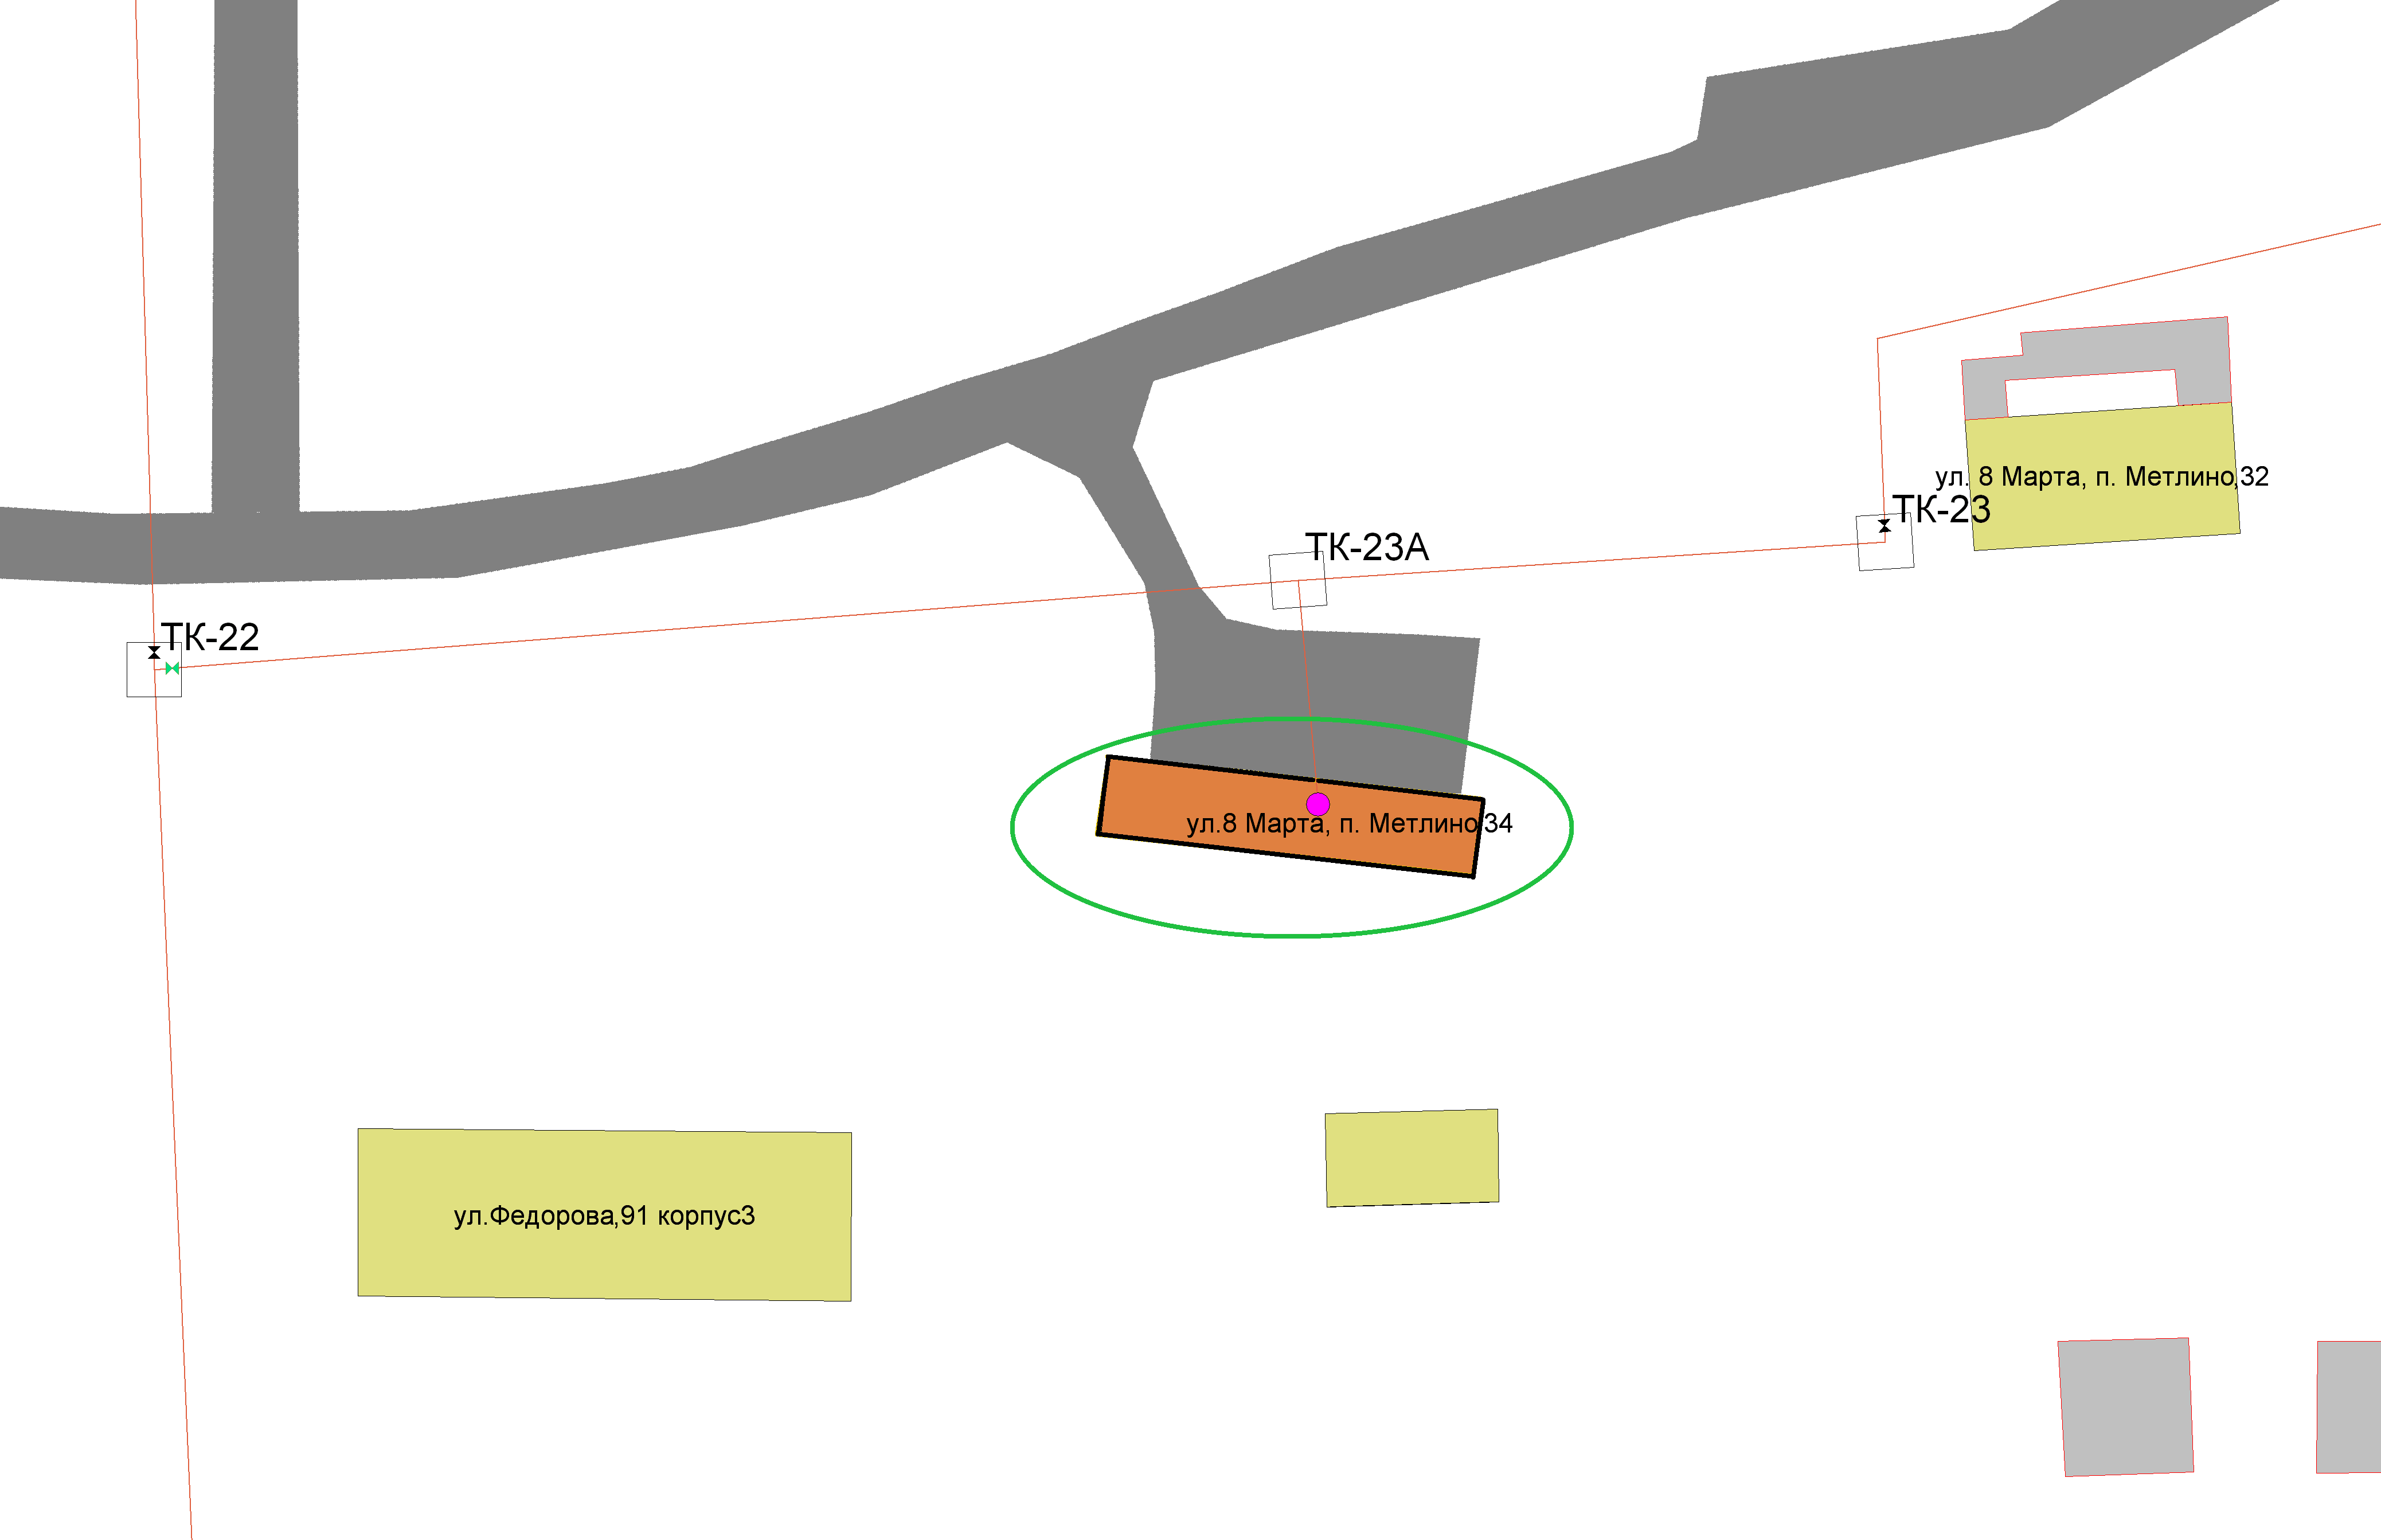 ул. 8 Марта, п. Метлино,32
ТК-23
ТК-23А
ТК-22
ул.8 Марта, п. Метлино,34
ул.Федорова,91 корпус3